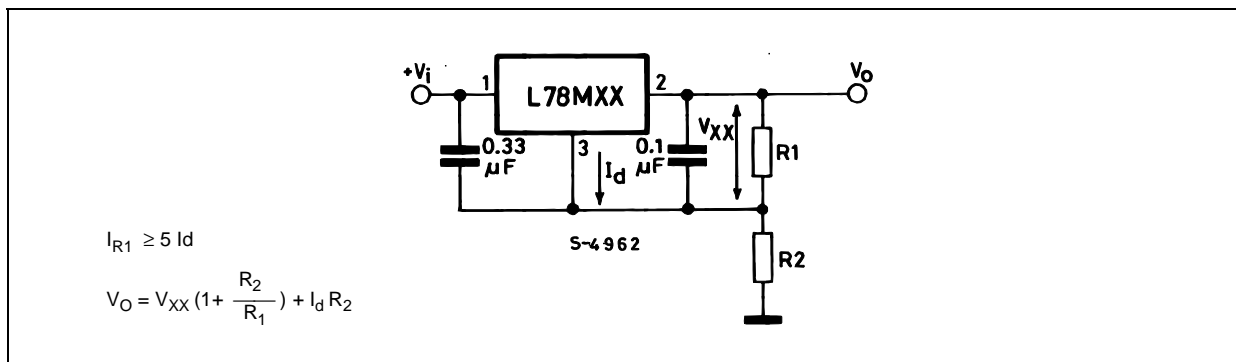 +Vi
1
L78MXX
2
Vo
0.33
µF
3
Id
0.1
µF
VXX
R1
S-4962
R2
IR1 ≥ 5 Id
VO = VXX (1+ R2/R1) + Id R2